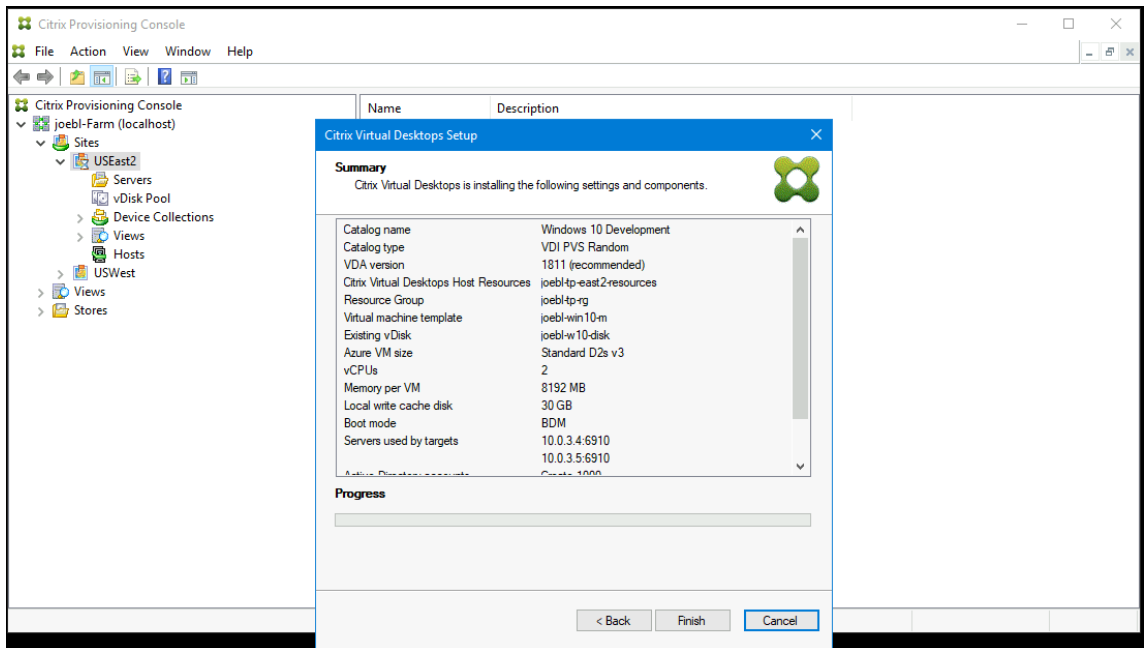 Citrix Provisioning Console
File Action View Window Help
Citrix Provisioning Console
joebl-Farm (localhost)
Sites
USEast2
Servers
vDisk Pool
Device Collections
Views
Hosts
USWest
Views
Stores
Name Description
Citrix Virtual Desktops Setup
Summary
Citrix Virtual Desktops is installing the following settings and components.
Catalog name Windows 10 Development
Catalog type VDI PVS Random
VDA version 1811 (recommended)
Citrix Virtual Desktops Host Resources joebl-tp-east2-resources
Resource Group joebl-tp-rg
Virtual machine template joebl-win10-m
Existing vDisk joebl-w10-disk
Azure VM size Standard D2s v3
vCPUs 2
Memory per VM 8192 MB
Local write cache disk 30 GB
Boot mode BDM
Servers used by targets 10.0.3.4:6910
10.0.3.5:6910
Active Directory accounts Create 1000
Progress
< Back Finish Cancel